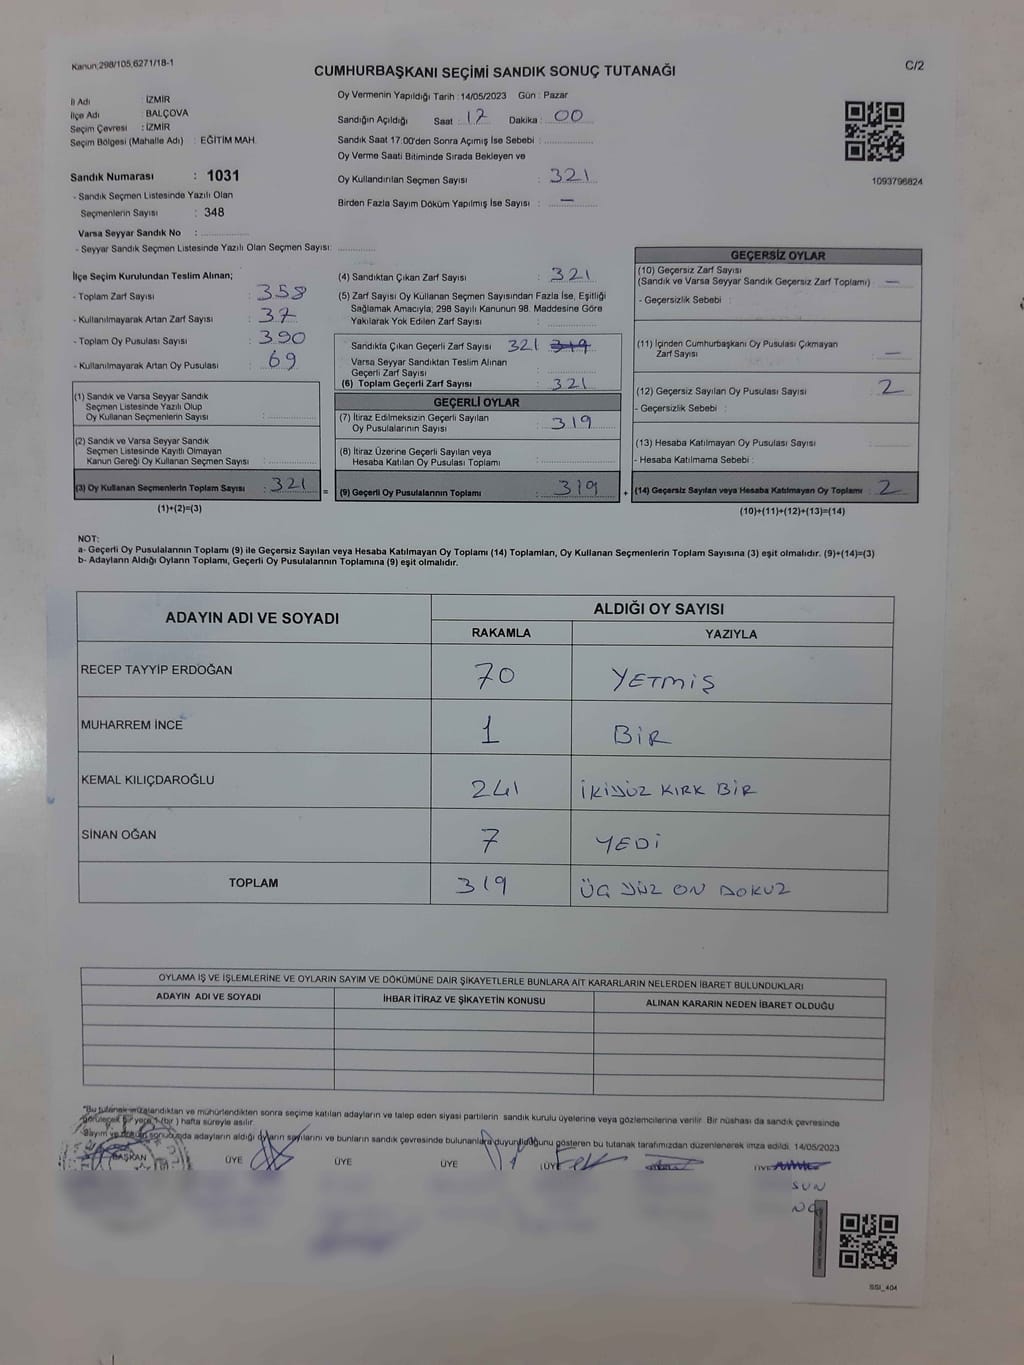 Kanun;298/105,6271/18-1
CUMHURBAŞKANI SEÇİMİ SANDIK SONUÇ TUTANAĞI
C/2
İl Adı : İZMİR
İlçe Adı : BALÇOVA
Seçim Çevresi : İZMİR
Seçim Bölgesi (Mahalle Adı) : EĞİTİM MAH.
Sandık Numarası : 1031
- Sandık Seçmen Listesinde Yazılı Olan
Seçmenlerin Sayısı : 348
Varsa Seyyar Sandık No :
- Seyyar Sandık Seçmen Listesinde Yazılı Olan Seçmen Sayısı:
Oy Vermenin Yapıldığı Tarih : 14/05/2023 Gün : Pazar
Sandığın Açıldığı Saat : 17 Dakika : 00
Sandık Saat 17:00'den Sonra Açımış İse Sebebi :
Oy Verme Saati Bitiminde Sırada Bekleyen ve
Oy Kullandırılan Seçmen Sayısı : 321
Birden Fazla Sayım Döküm Yapılmış İse Sayısı : —
1093796824
İlçe Seçim Kurulundan Teslim Alınan;
- Toplam Zarf Sayısı : 358
- Kullanılmayarak Artan Zarf Sayısı : 37
- Toplam Oy Pusulası Sayısı : 390
- Kullanılmayarak Artan Oy Pusulası : 69
(1) Sandık ve Varsa Seyyar Sandık
Seçmen Listesinde Yazılı Olup
Oy Kullanan Seçmenlerin Sayısı :
(2) Sandık ve Varsa Seyyar Sandık
Seçmen Listesinde Kayıtlı Olmayan
Kanun Gereği Oy Kullanan Seçmen Sayısı :
(3) Oy Kullanan Seçmenlerin Toplam Sayısı : 321
(1)+(2)=(3)
=
(4) Sandıktan Çıkan Zarf Sayısı : 321
(5) Zarf Sayısı Oy Kullanan Seçmen Sayısından Fazla İse, Eşitliği
Sağlamak Amacıyla; 298 Sayılı Kanunun 98. Maddesine Göre
Yakılarak Yok Edilen Zarf Sayısı :
Sandıkta Çıkan Geçerli Zarf Sayısı : 321 319
Varsa Seyyar Sandıktan Teslim Alınan
Geçerli Zarf Sayısı :
(6) Toplam Geçerli Zarf Sayısı : 321
GEÇERLİ OYLAR
(7) İtiraz Edilmeksizin Geçerli Sayılan
Oy Pusulalarının Sayısı : 319
(8) İtiraz Üzerine Geçerli Sayılan veya
Hesaba Katılan Oy Pusulası Toplamı :
(9) Geçerli Oy Pusulalarının Toplamı : 319
+
GEÇERSİZ OYLAR
(10) Geçersiz Zarf Sayısı
(Sandık ve Varsa Seyyar Sandık Geçersiz Zarf Toplamı) : —
- Geçersizlik Sebebi :
(11) İçinden Cumhurbaşkanı Oy Pusulası Çıkmayan
Zarf Sayısı : —
(12) Geçersiz Sayılan Oy Pusulası Sayısı : 2
- Geçersizlik Sebebi :
(13) Hesaba Katılmayan Oy Pusulası Sayısı :
- Hesaba Katılmama Sebebi :
(14) Geçersiz Sayılan veya Hesaba Katılmayan Oy Toplamı : 2
(10)+(11)+(12)+(13)=(14)
NOT:
a- Geçerli Oy Pusulalarının Toplamı (9) ile Geçersiz Sayılan veya Hesaba Katılmayan Oy Toplamı (14) Toplamları, Oy Kullanan Seçmenlerin Toplam Sayısına (3) eşit olmalıdır. (9)+(14)=(3)
b- Adayların Aldığı Oyların Toplamı, Geçerli Oy Pusulalarının Toplamına (9) eşit olmalıdır.
ADAYIN ADI VE SOYADI
ALDIĞI OY SAYISI
RAKAMLA YAZIYLA
RECEP TAYYİP ERDOĞAN 70 YETMİŞ
MUHARREM İNCE 1 BİR
KEMAL KILIÇDAROĞLU 241 İKİYÜZ KIRK BİR
SİNAN OĞAN 7 YEDİ
TOPLAM 319 ÜÇ YÜZ ON DOKUZ
OYLAMA İŞ VE İŞLEMLERİNE VE OYLARIN SAYIM VE DÖKÜMÜNE DAİR ŞİKAYETLERLE BUNLARA AİT KARARLARIN NELERDEN İBARET BULUNDUKLARI
ADAYIN ADI VE SOYADI İHBAR İTİRAZ VE ŞİKAYETİN KONUSU ALINAN KARARIN NEDEN İBARET OLDUĞU
*Bu tutanak imzalandıktan ve mühürlendikten sonra seçime katılan adayların ve talep eden siyasi partilerin sandık kurulu üyelerine veya gözlemcilerine verilir. Bir nüshası da sandık çevresinde
görülecek bir yere 1 (bir ) hafta süreyle asılır.
Sayım ve döküm sonucunda adayların aldığı oyların sayılarını ve bunların sandık çevresinde bulunanlara duyurulduğunu gösteren bu tutanak tarafımızdan düzenlenerek imza edildi. 14/05/2023
BAŞKAN ÜYE ÜYE ÜYE ÜYE ÜYE
SSİ_404